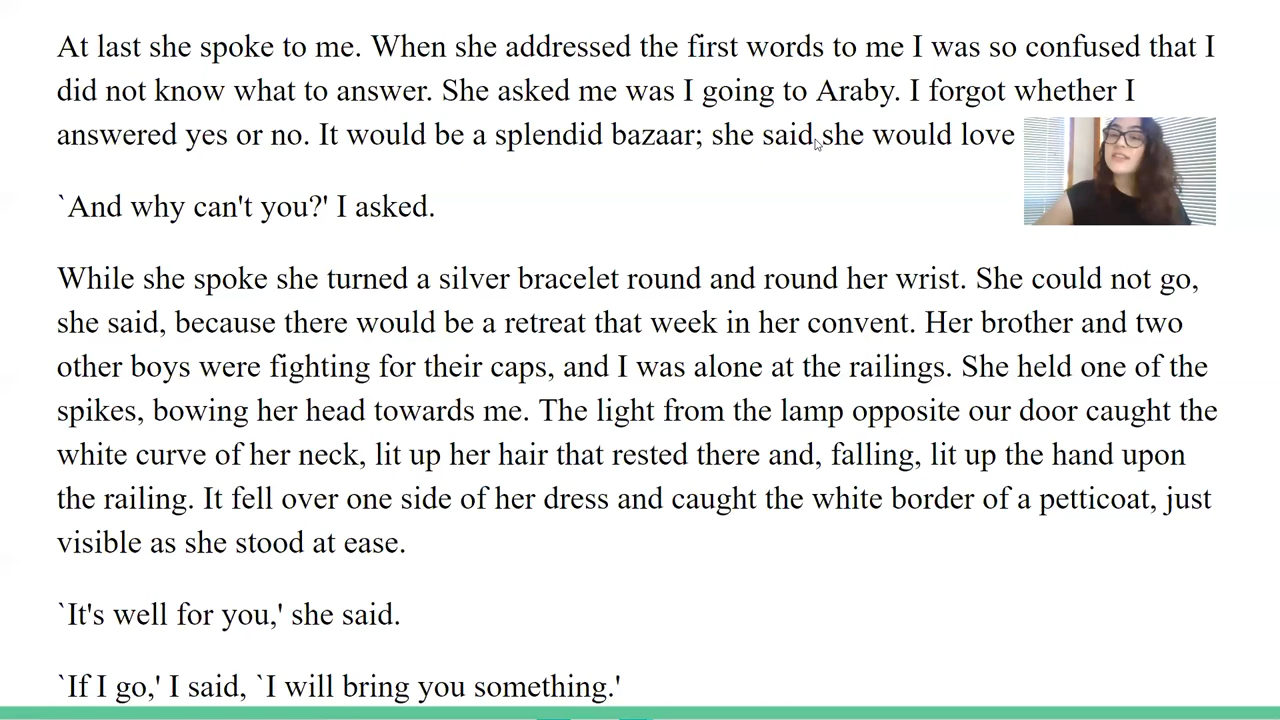 At last she spoke to me. When she addressed the first words to me I was so confused that I
did not know what to answer. She asked me was I going to Araby. I forgot whether I
answered yes or no. It would be a splendid bazaar; she said she would love
`And why can't you?' I asked.
While she spoke she turned a silver bracelet round and round her wrist. She could not go,
she said, because there would be a retreat that week in her convent. Her brother and two
other boys were fighting for their caps, and I was alone at the railings. She held one of the
spikes, bowing her head towards me. The light from the lamp opposite our door caught the
white curve of her neck, lit up her hair that rested there and, falling, lit up the hand upon
the railing. It fell over one side of her dress and caught the white border of a petticoat, just
visible as she stood at ease.
`It's well for you,' she said.
`If I go,' I said, `I will bring you something.'